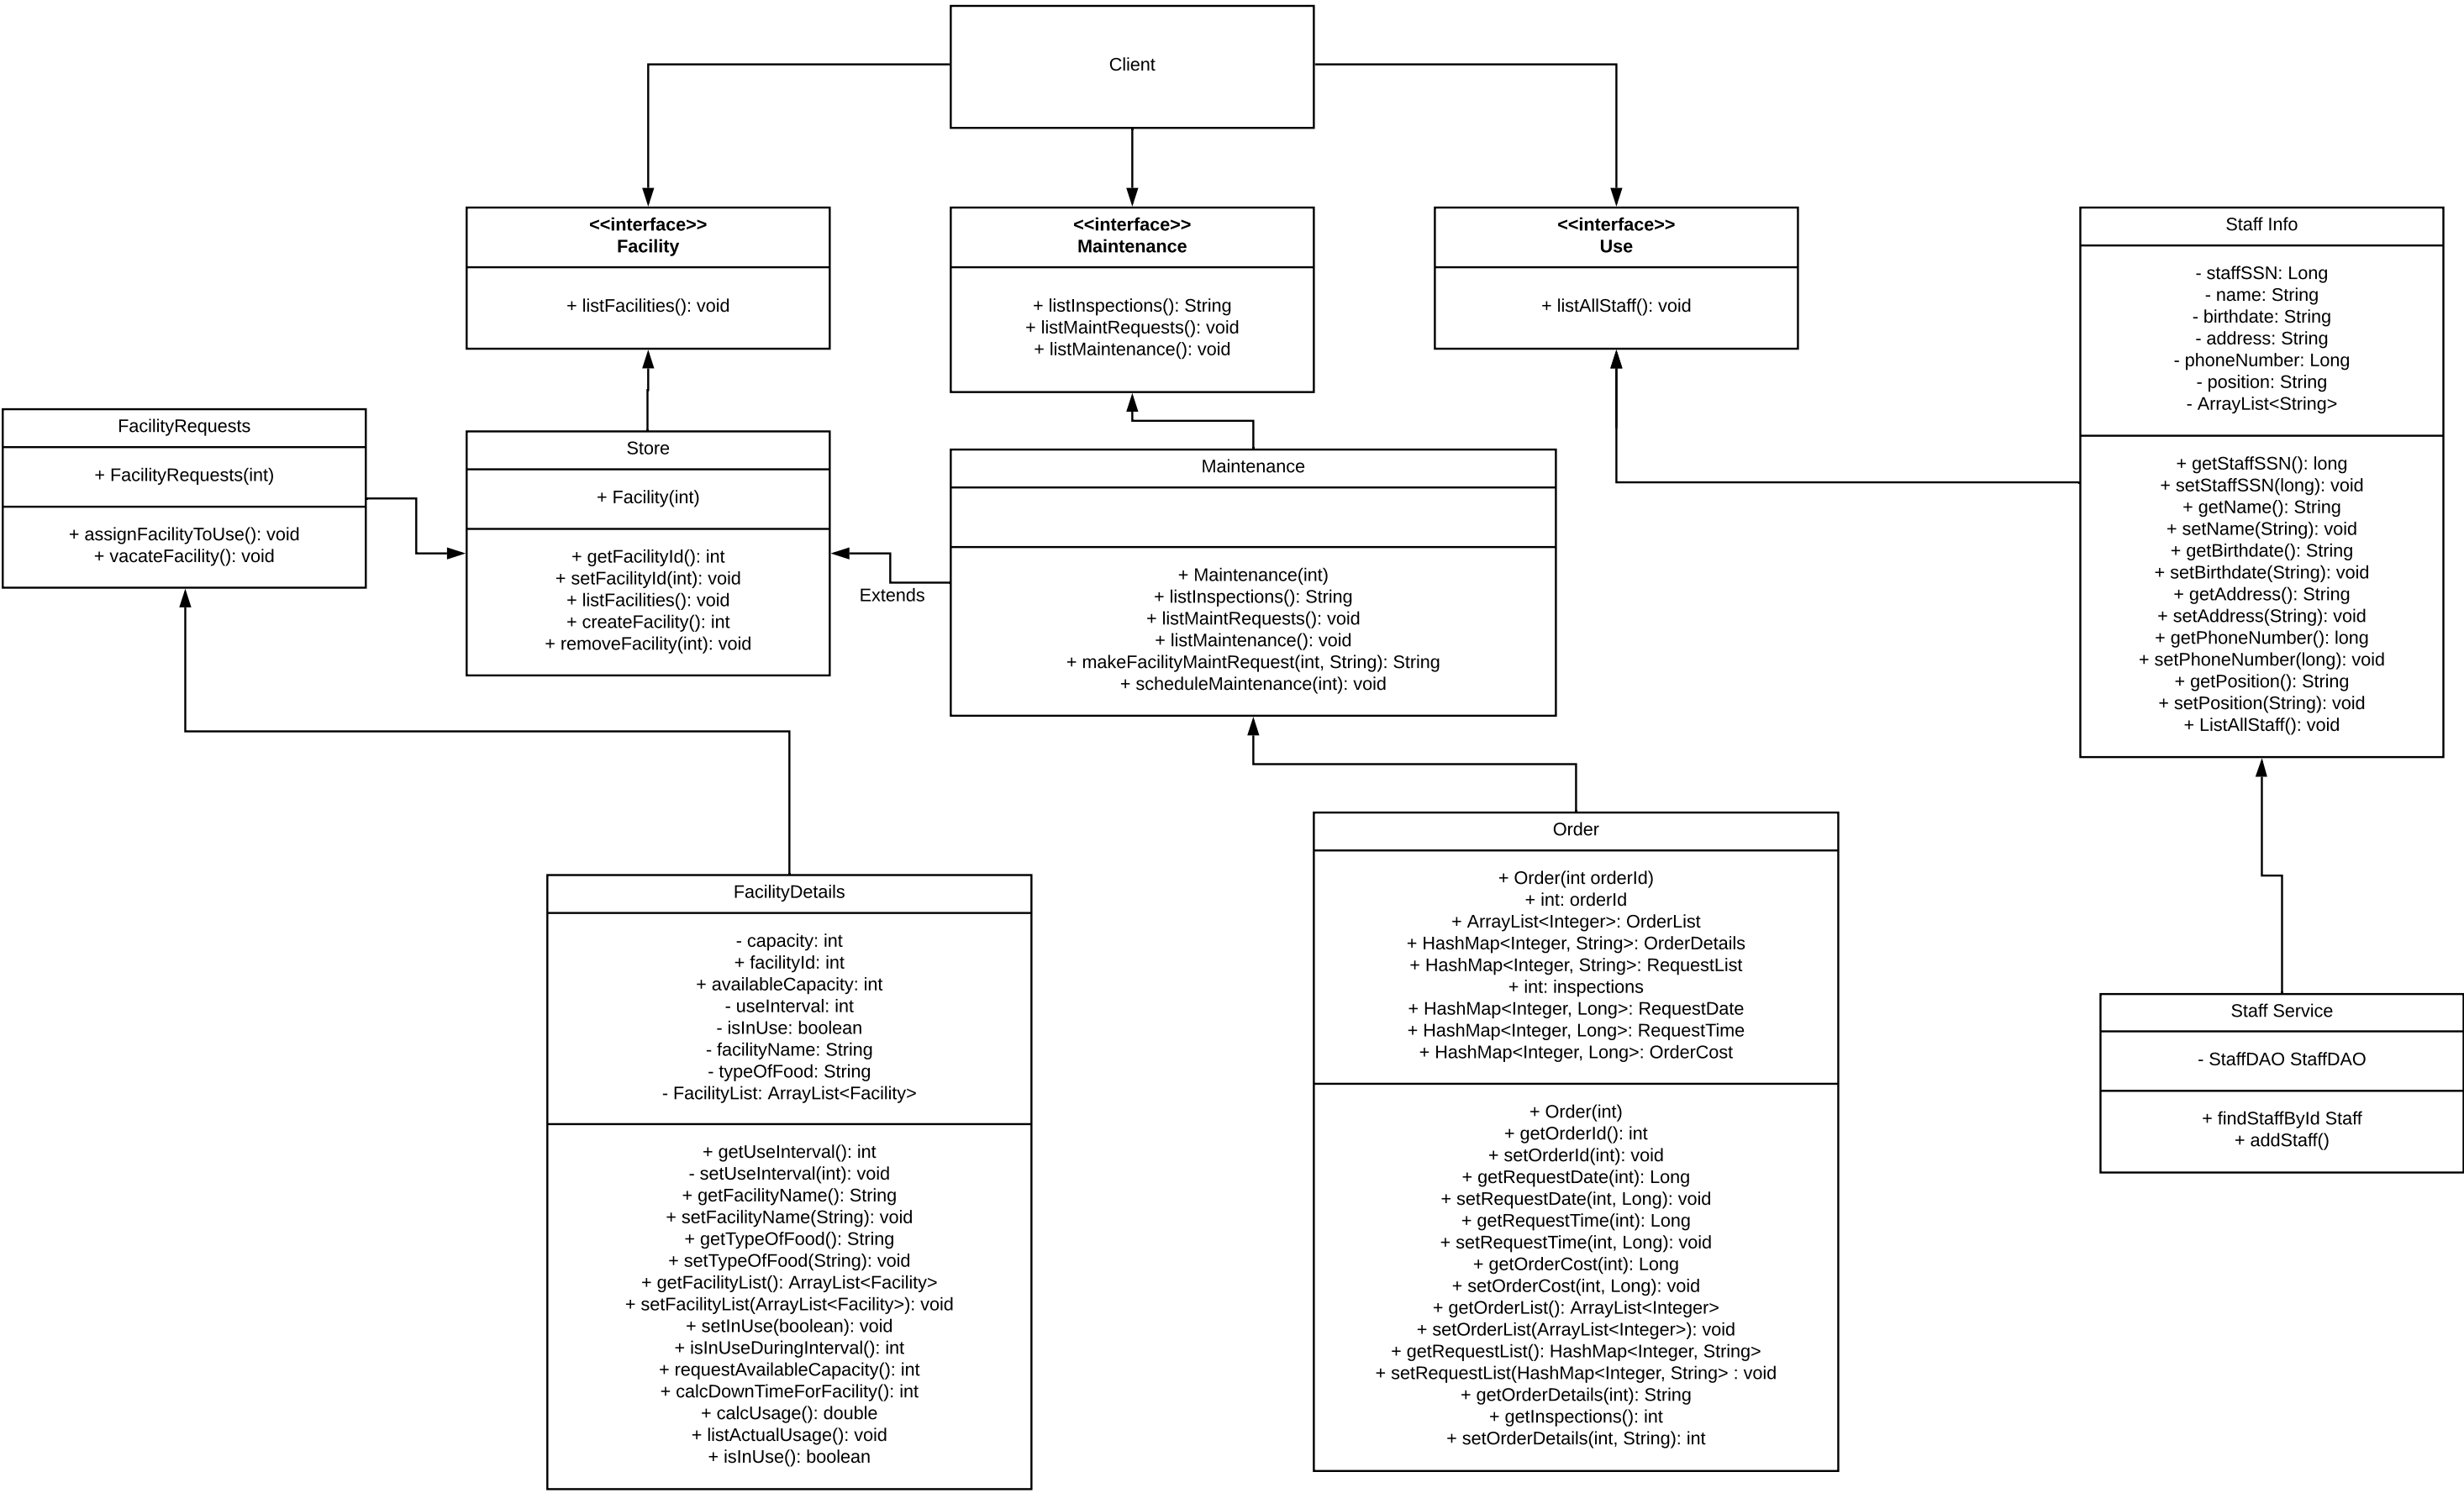 Client
<<interface>>
Facility
+ listFacilities(): void
<<interface>>
Maintenance
+ listInspections(): String
+ listMaintRequests(): void
+ listMaintenance(): void
<<interface>>
Use
+ listAllStaff(): void
Staff Info
- staffSSN: Long
- name: String
- birthdate: String
- address: String
- phoneNumber: Long
- position: String
- ArrayList<String>
+ getStaffSSN(): long
+ setStaffSSN(long): void
+ getName(): String
+ setName(String): void
+ getBirthdate(): String
+ setBirthdate(String): void
+ getAddress(): String
+ setAddress(String): void
+ getPhoneNumber(): long
+ setPhoneNumber(long): void
+ getPosition(): String
+ setPosition(String): void
+ ListAllStaff(): void
FacilityRequests
+ FacilityRequests(int)
+ assignFacilityToUse(): void
+ vacateFacility(): void
Store
+ Facility(int)
+ getFacilityId(): int
+ setFacilityId(int): void
+ listFacilities(): void
+ createFacility(): int
+ removeFacility(int): void
Extends
Maintenance
+ Maintenance(int)
+ listInspections(): String
+ listMaintRequests(): void
+ listMaintenance(): void
+ makeFacilityMaintRequest(int, String): String
+ scheduleMaintenance(int): void
FacilityDetails
- capacity: int
+ facilityId: int
+ availableCapacity: int
- useInterval: int
- isInUse: boolean
- facilityName: String
- typeOfFood: String
- FacilityList: ArrayList<Facility>
+ getUseInterval(): int
- setUseInterval(int): void
+ getFacilityName(): String
+ setFacilityName(String): void
+ getTypeOfFood(): String
+ setTypeOfFood(String): void
+ getFacilityList(): ArrayList<Facility>
+ setFacilityList(ArrayList<Facility>): void
+ setInUse(boolean): void
+ isInUseDuringInterval(): int
+ requestAvailableCapacity(): int
+ calcDownTimeForFacility(): int
+ calcUsage(): double
+ listActualUsage(): void
+ isInUse(): boolean
Order
+ Order(int orderId)
+ int: orderId
+ ArrayList<Integer>: OrderList
+ HashMap<Integer, String>: OrderDetails
+ HashMap<Integer, String>: RequestList
+ int: inspections
+ HashMap<Integer, Long>: RequestDate
+ HashMap<Integer, Long>: RequestTime
+ HashMap<Integer, Long>: OrderCost
+ Order(int)
+ getOrderId(): int
+ setOrderId(int): void
+ getRequestDate(int): Long
+ setRequestDate(int, Long): void
+ getRequestTime(int): Long
+ setRequestTime(int, Long): void
+ getOrderCost(int): Long
+ setOrderCost(int, Long): void
+ getOrderList(): ArrayList<Integer>
+ setOrderList(ArrayList<Integer>): void
+ getRequestList(): HashMap<Integer, String>
+ setRequestList(HashMap<Integer, String> : void
+ getOrderDetails(int): String
+ getInspections(): int
+ setOrderDetails(int, String): int
Staff Service
- StaffDAO StaffDAO
+ findStaffById Staff
+ addStaff()